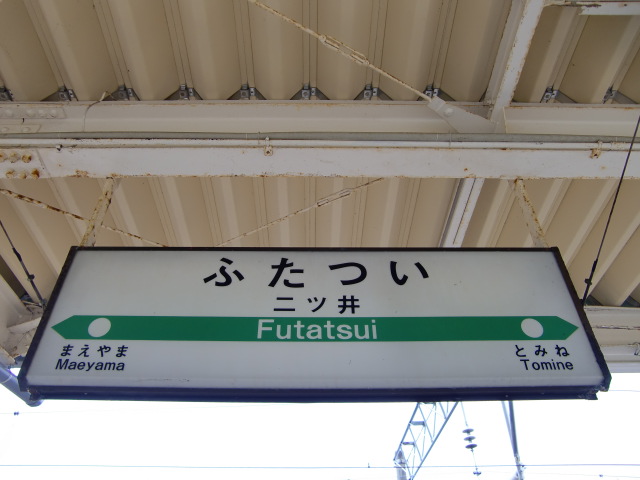 ふたつい
二ツ井
Futatsui
まえやま
Maeyama
とみね
Tomine